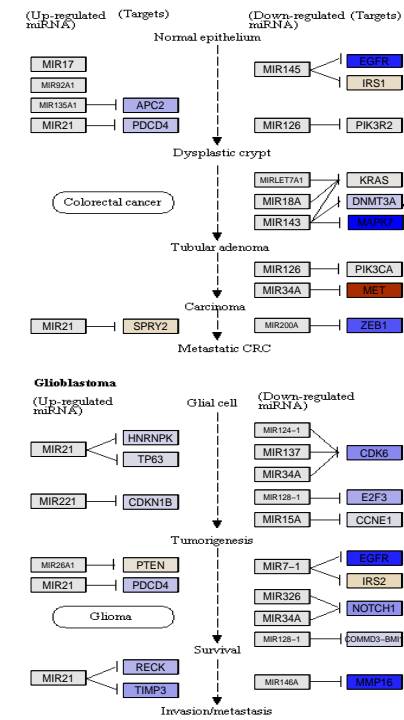 (Up-regulated (Targets)
miRNA)
(Down-regulated (Targets)
miRNA)
Normal epithelium
MIR17
MIR92A1
MIR135A1 APC2
MIR21 PDCD4
MIR145 EGFR
IRS1
MIR126 PIK3R2
Dysplastic crypt
Colorectal cancer
MIRLET7A1 KRAS
MIR18A DNMT3A
MIR143 MAPK7
Tubular adenoma
MIR126 PIK3CA
MIR34A MET
Carcinoma
MIR21 SPRY2
MIR200A ZEB1
Metastatic CRC
Glioblastoma
(Up-regulated
miRNA)
Glial cell
(Down-regulated
miRNA)
MIR21 HNRNPK
TP63
MIR221 CDKN1B
MIR124-1
MIR137 CDK6
MIR34A
MIR128-1 E2F3
MIR15A CCNE1
Tumorigenesis
MIR26A1 PTEN
MIR21 PDCD4
Glioma
MIR7-1 EGFR
IRS2
MIR326
NOTCH1
MIR34A
MIR128-1 COMMD3-BMI1
Survival
MIR21 RECK
TIMP3
MIR146A MMP16
Invasion/metastasis